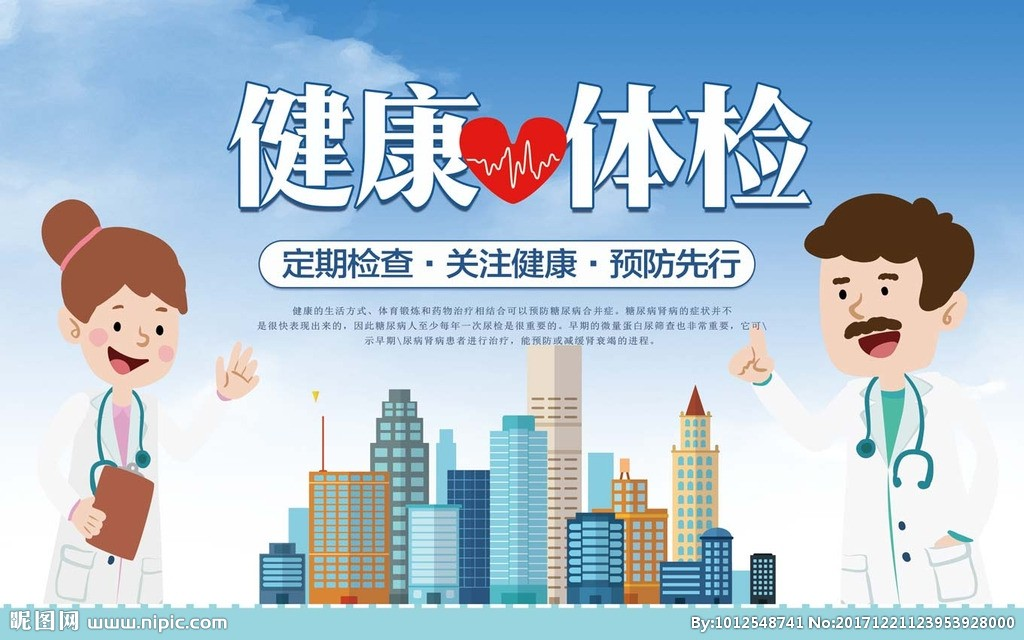 健康 体检
定期检查·关注健康·预防先行
健康的生活方式、体育锻炼和药物治疗相结合可以预防糖尿病合并症。糖尿病肾病的症状并不
是很快表现出来的，因此糖尿病人至少每年一次尿检是很重要的。早期的微量蛋白尿筛查也非常重要，它可\
示早期\尿病肾病患者进行治疗，能预防或减缓肾衰竭的进程。
昵图网 www.nipic.com
By:1012548741 No:20171221123953928000